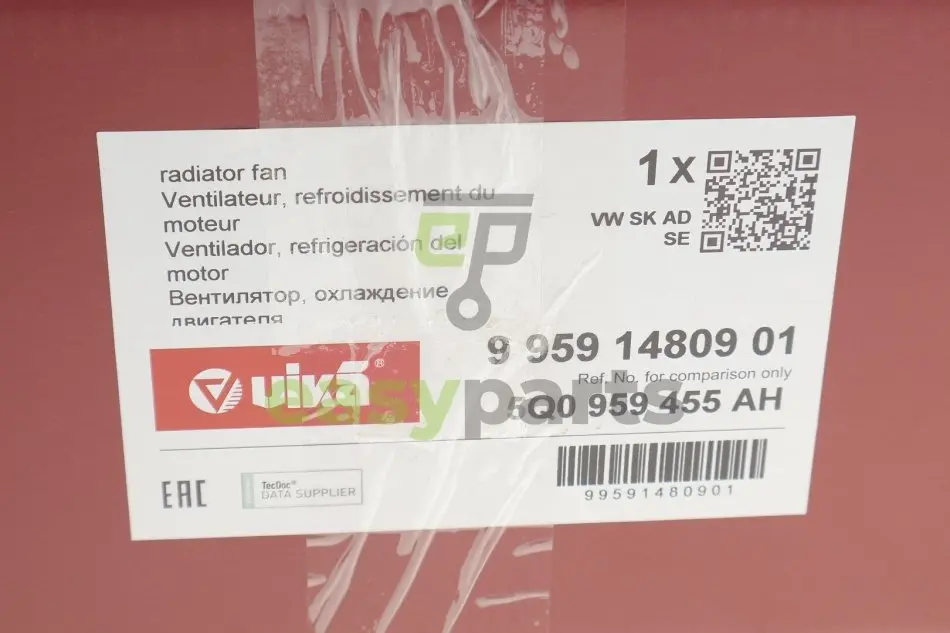 radiator fan
Ventilateur, refroidissement du
moteur
Ventilador, refrigeración del
motor
Вентилятор, охлаждение
двигателя
1 x
VW SK AD
SE
9 959 14809 01
Ref. No. for comparison only
5Q0 959 455 AH
vika®
easyparts
ep
EAC
TecDoc®
DATA SUPPLIER
99591480901